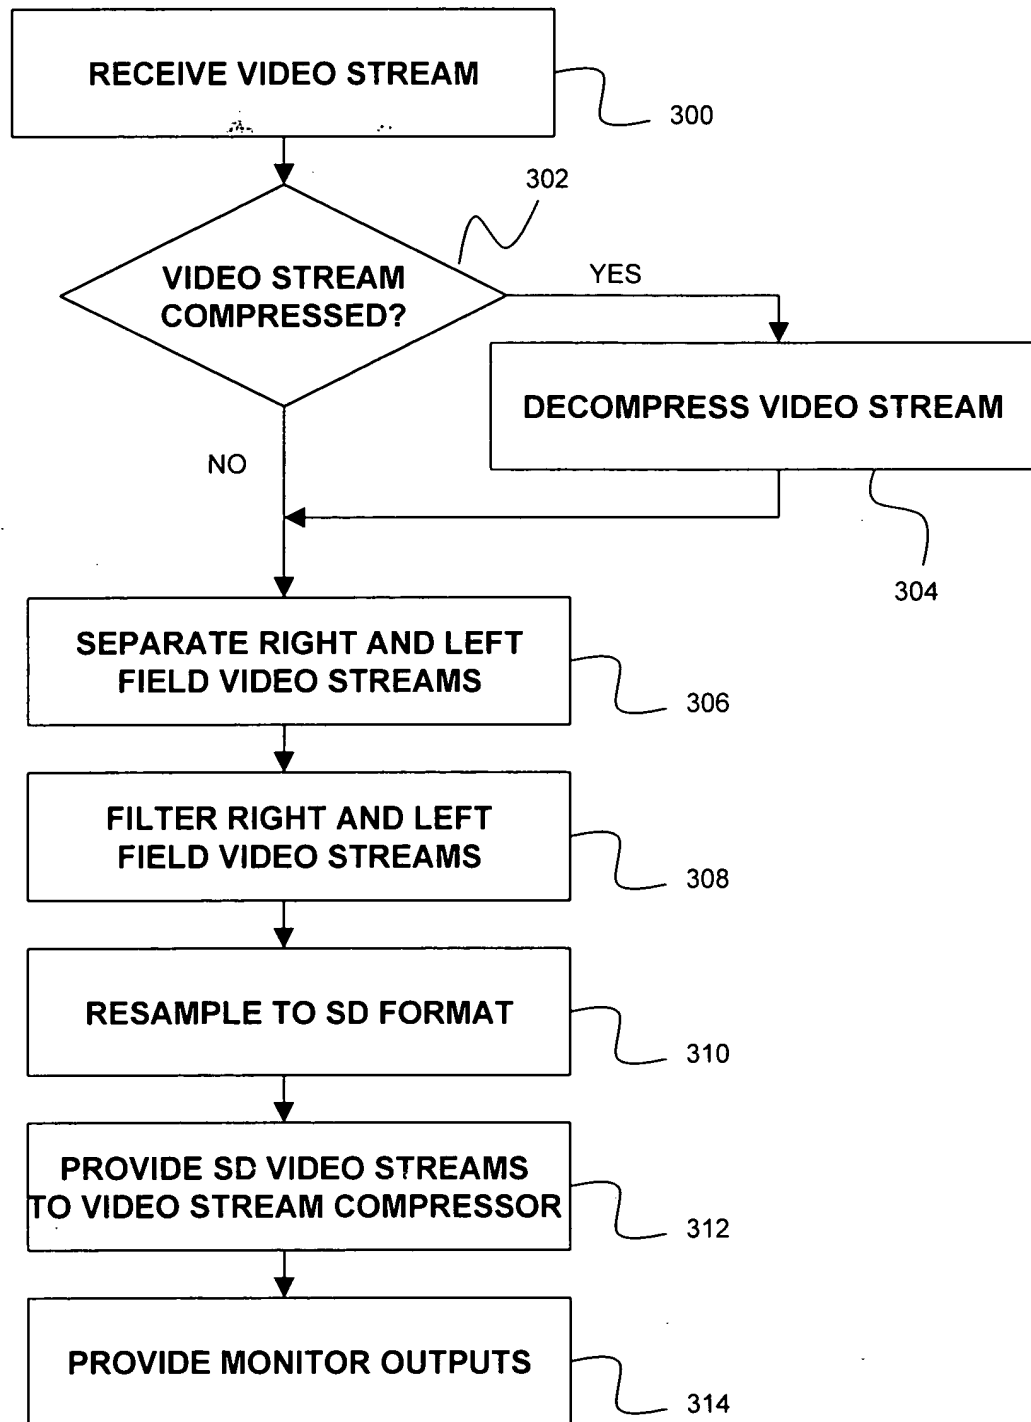 RECEIVE VIDEO STREAM
300
302
VIDEO STREAM
COMPRESSED?
YES
DECOMPRESS VIDEO STREAM
NO
304
SEPARATE RIGHT AND LEFT
FIELD VIDEO STREAMS
306
FILTER RIGHT AND LEFT
FIELD VIDEO STREAMS
308
RESAMPLE TO SD FORMAT
310
PROVIDE SD VIDEO STREAMS
TO VIDEO STREAM COMPRESSOR
312
PROVIDE MONITOR OUTPUTS
314